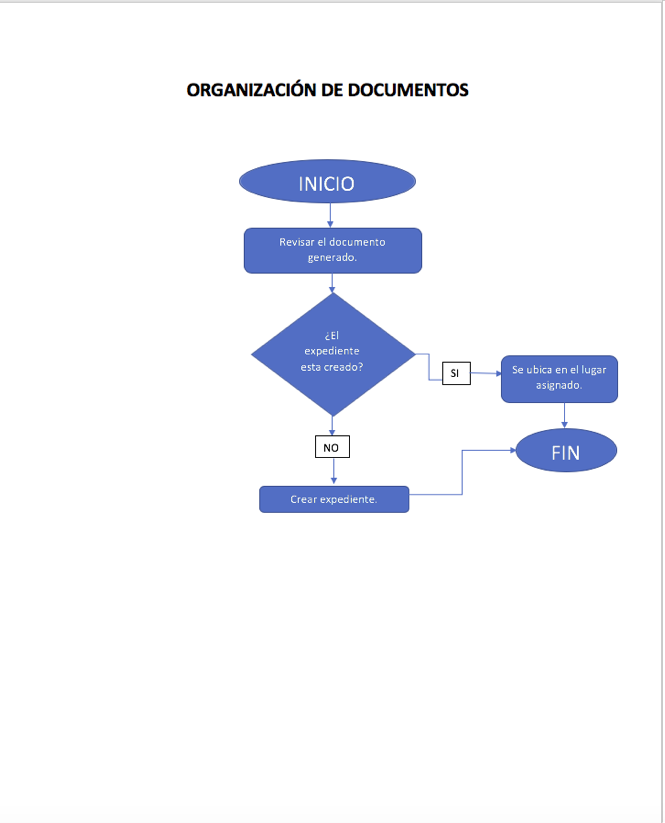 ORGANIZACIÓN DE DOCUMENTOS
INICIO
Revisar el documento
generado.
¿El
expediente
esta creado?
SI
Se ubica en el lugar
asignado.
NO
FIN
Crear expediente.